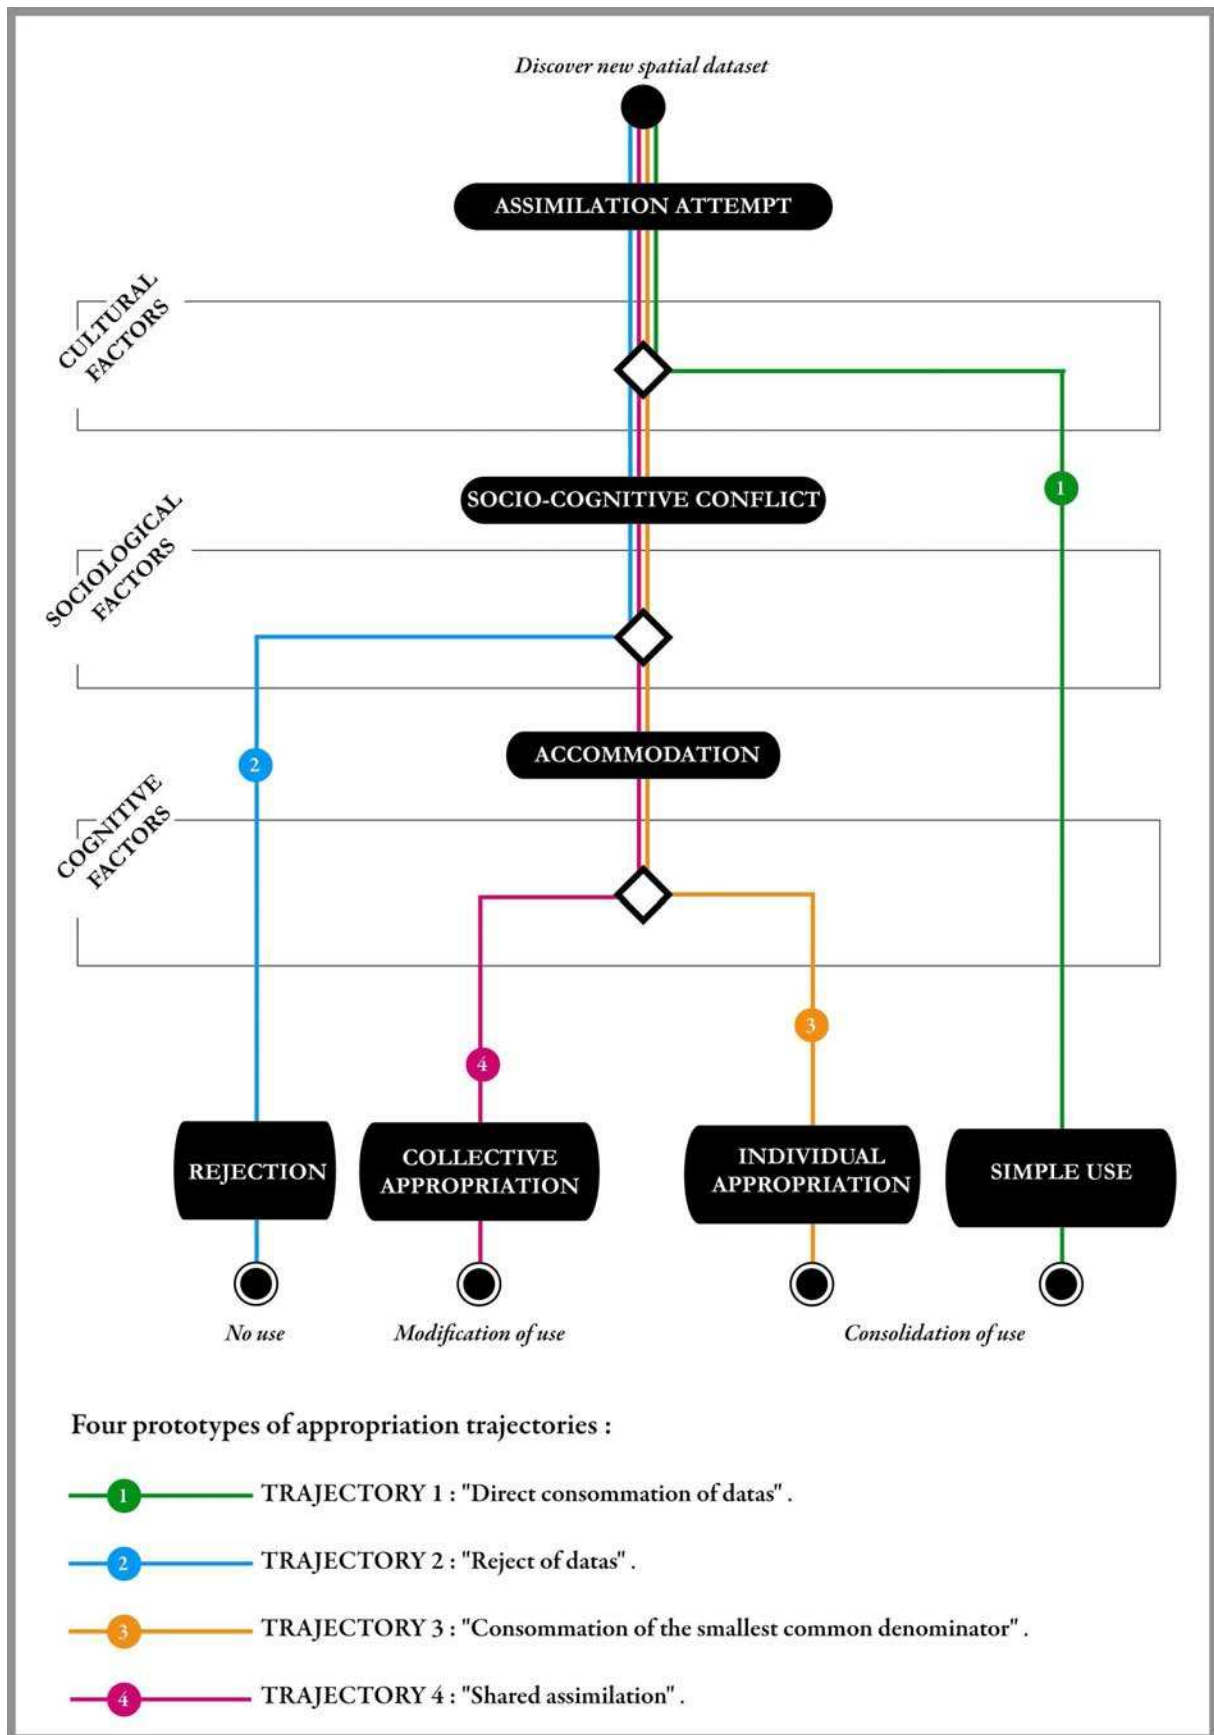 Discover new spatial dataset
ASSIMILATION ATTEMPT
CULTURAL
FACTORS
1
SOCIO-COGNITIVE CONFLICT
SOCIOLOGICAL
FACTORS
ACCOMMODATION
2
COGNITIVE
FACTORS
3
4
REJECTION
COLLECTIVE
APPROPRIATION
INDIVIDUAL
APPROPRIATION
SIMPLE USE
No use
Modification of use
Consolidation of use
Four prototypes of appropriation trajectories :
1 TRAJECTORY 1 : "Direct consommation of datas" .
2 TRAJECTORY 2 : "Reject of datas" .
3 TRAJECTORY 3 : "Consommation of the smallest common denominator" .
4 TRAJECTORY 4 : "Shared assimilation" .